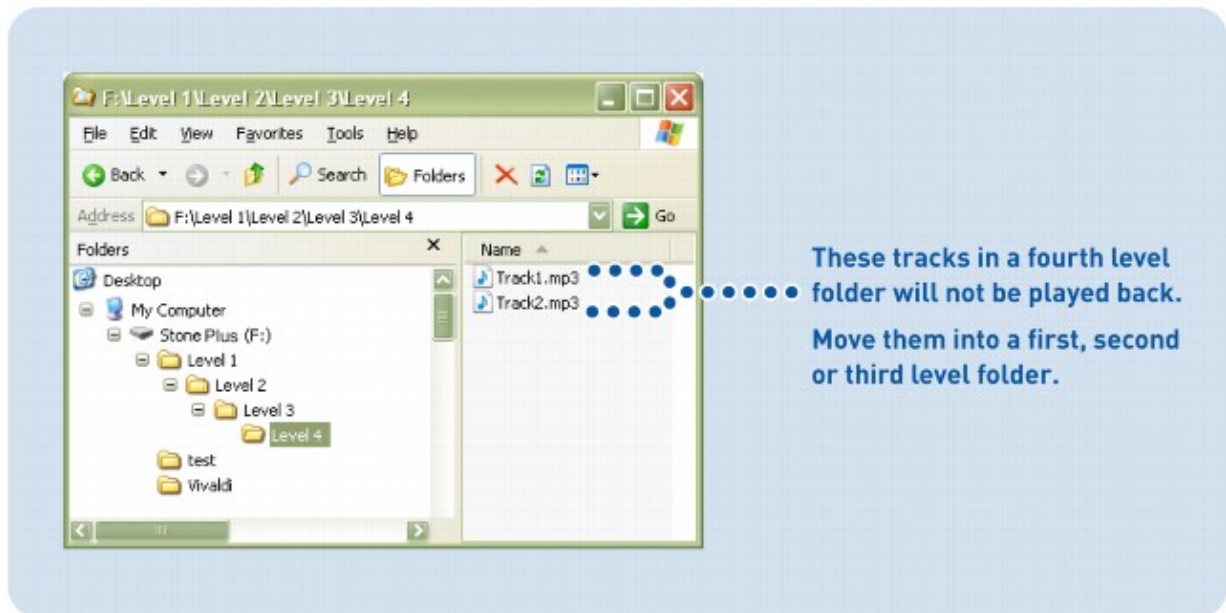 F:\Level 1\Level 2\Level 3\Level 4
File Edit View Favorites Tools Help
Back Search Folders
Address F:\Level 1\Level 2\Level 3\Level 4 Go
Folders
Name
Desktop
My Computer
Stone Plus (F:)
Level 1
Level 2
Level 3
Level 4
test
Vivaldi
Track1.mp3
Track2.mp3
These tracks in a fourth level
folder will not be played back.
Move them into a first, second
or third level folder.